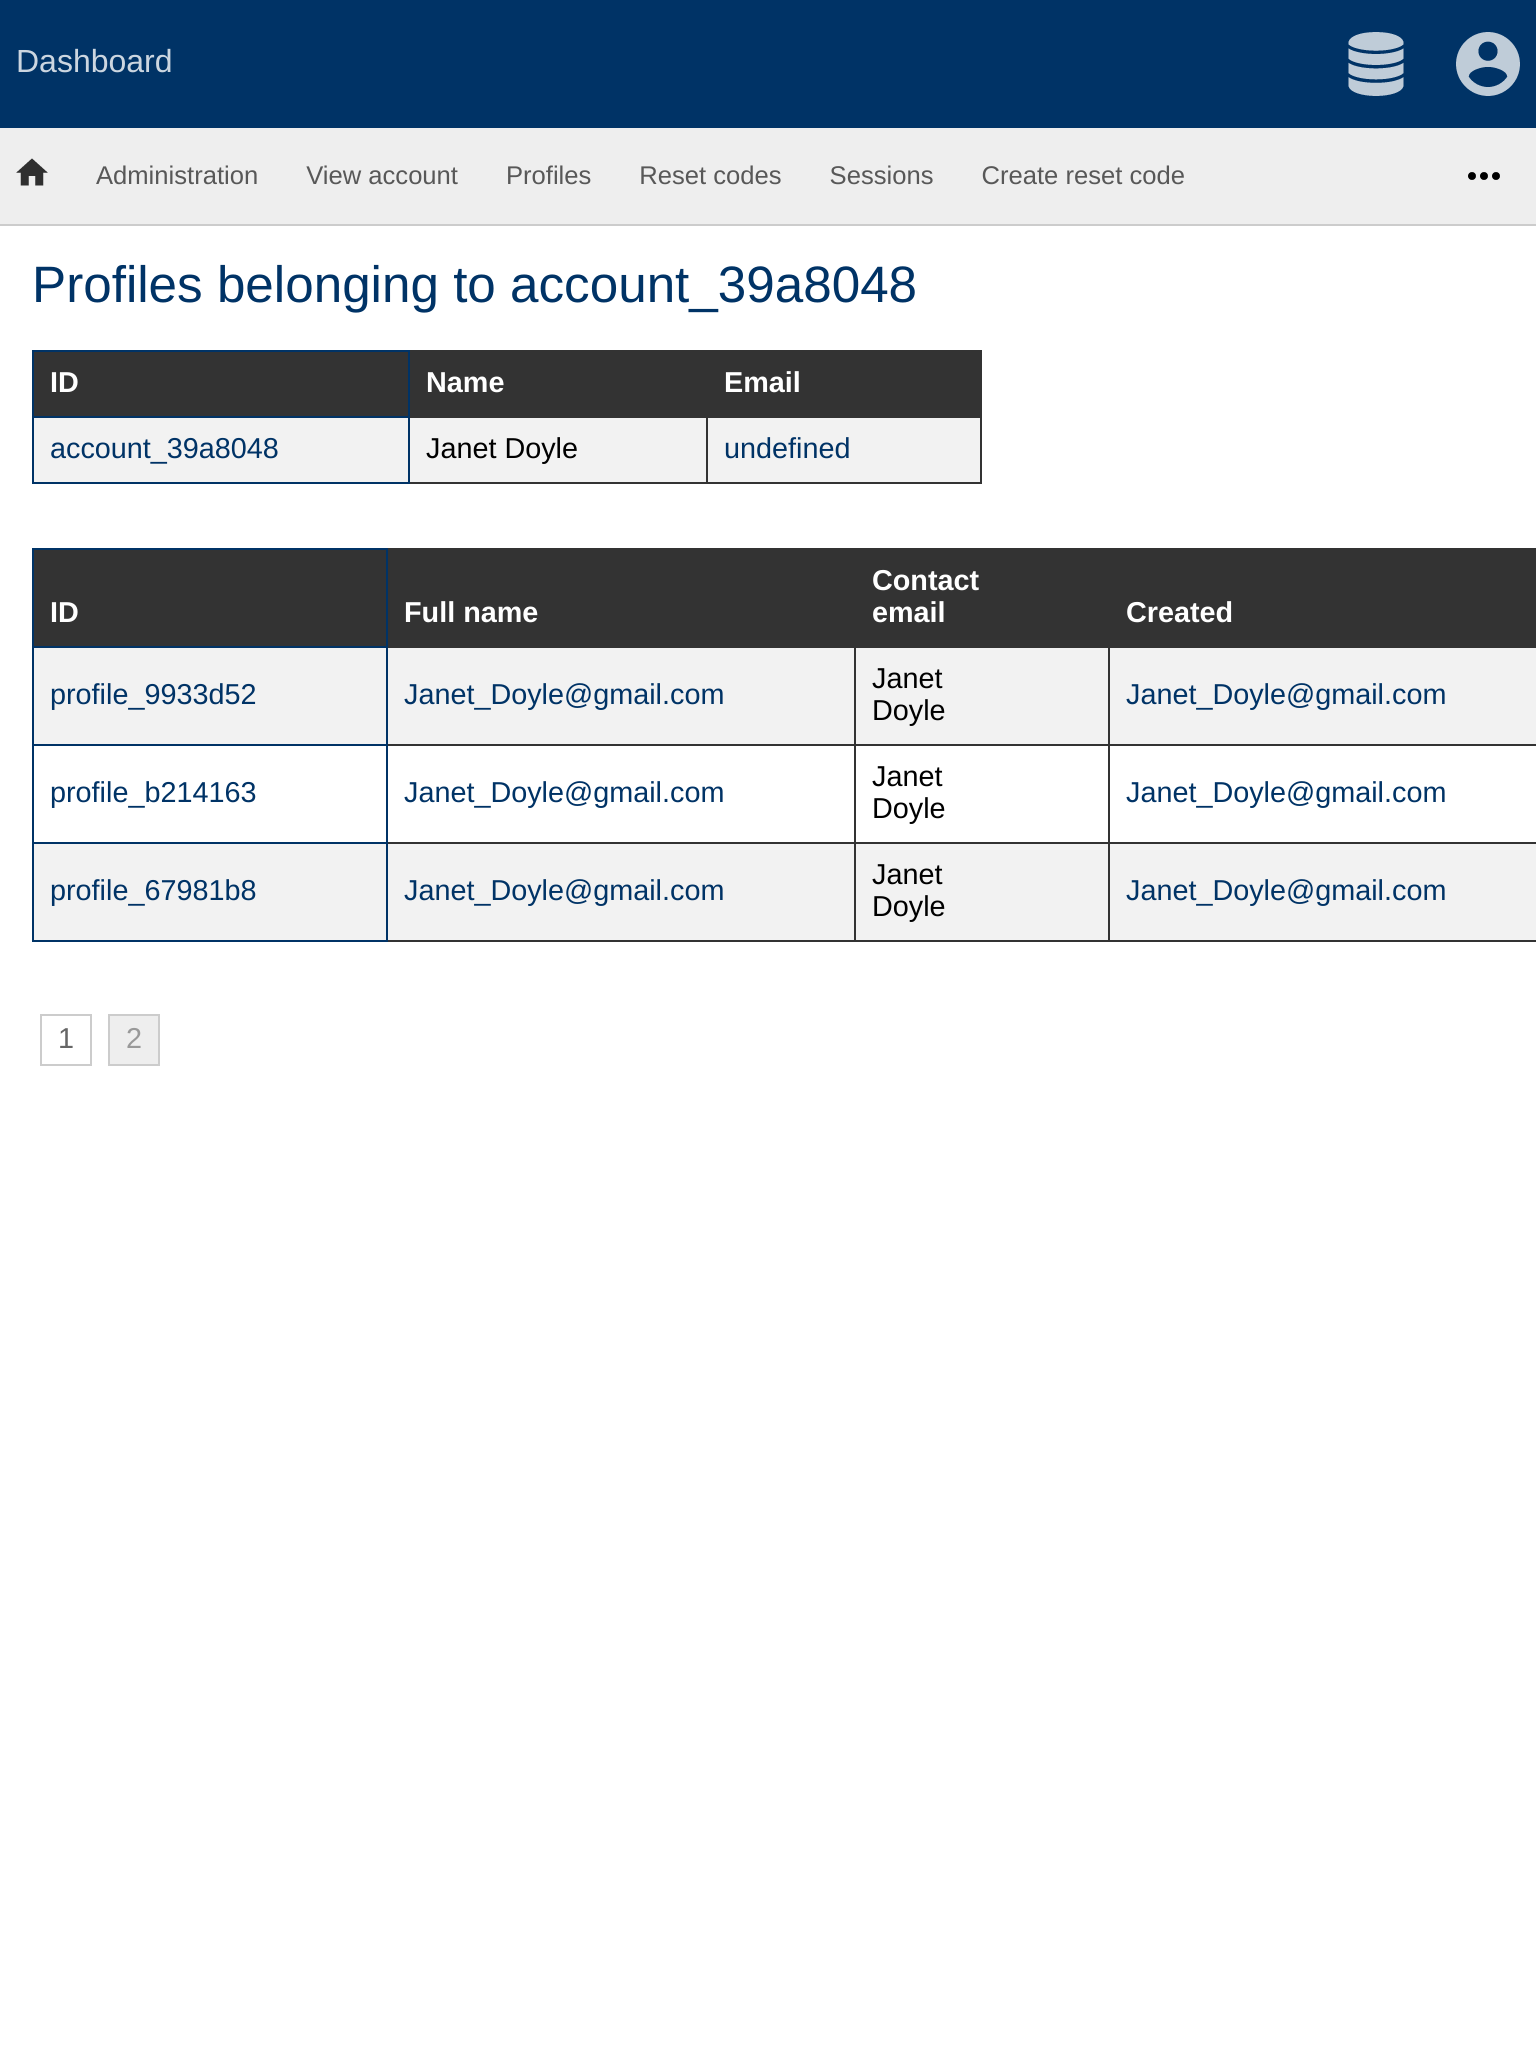 Dashboard
Administration View account Profiles Reset codes Sessions Create reset code
Profiles belonging to account_39a8048
ID Name Email
account_39a8048 Janet Doyle undefined
ID Full name Contact email Created
profile_9933d52 Janet_Doyle@gmail.com Janet Doyle Janet_Doyle@gmail.com
profile_b214163 Janet_Doyle@gmail.com Janet Doyle Janet_Doyle@gmail.com
profile_67981b8 Janet_Doyle@gmail.com Janet Doyle Janet_Doyle@gmail.com
1 2